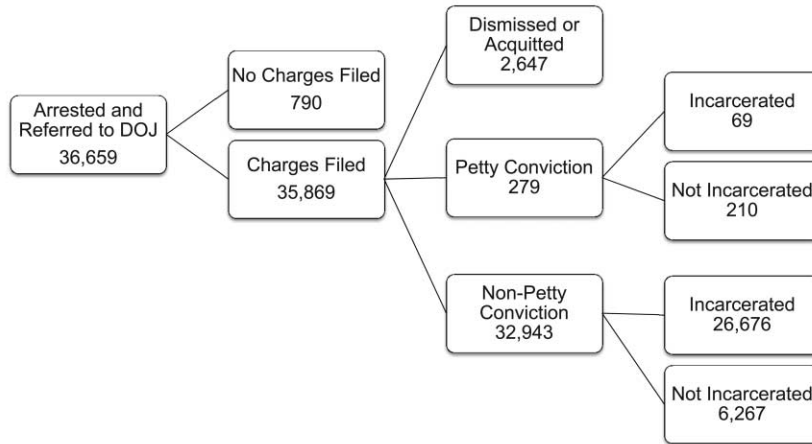 Arrested and
Referred to DOJ
36,659
No Charges Filed
790
Charges Filed
35,869
Dismissed or
Acquitted
2,647
Petty Conviction
279
Non-Petty
Conviction
32,943
Incarcerated
69
Not Incarcerated
210
Incarcerated
26,676
Not Incarcerated
6,267